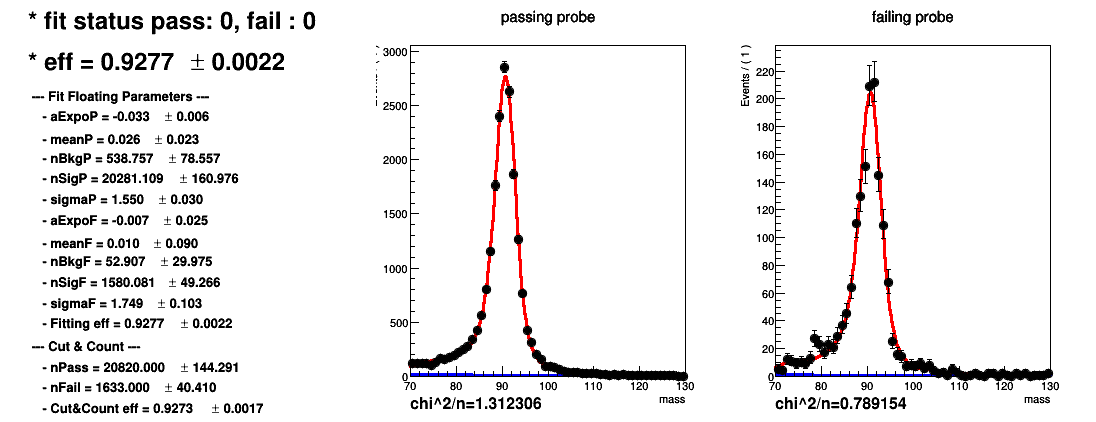 * fit status pass: 0, fail : 0
* eff = 0.9277 ± 0.0022
--- Fit Floating Parameters ---
- aExpoP = -0.033 ± 0.006
- meanP = 0.026 ± 0.023
- nBkgP = 538.757 ± 78.557
- nSigP = 20281.109 ± 160.976
- sigmaP = 1.550 ± 0.030
- aExpoF = -0.007 ± 0.025
- meanF = 0.010 ± 0.090
- nBkgF = 52.907 ± 29.975
- nSigF = 1580.081 ± 49.266
- sigmaF = 1.749 ± 0.103
- Fitting eff = 0.9277 ± 0.0022
--- Cut & Count ---
- nPass = 20820.000 ± 144.291
- nFail = 1633.000 ± 40.410
- Cut&Count eff = 0.9273 ± 0.0017
passing probe
3000
2500
2000
1500
1000
500
0
70 80 90 100 110 120 130
mass
chi^2/n=1.312306
failing probe
Events / ( 1 )
220
200
180
160
140
120
100
80
60
40
20
0
70 80 90 100 110 120 130
mass
chi^2/n=0.789154